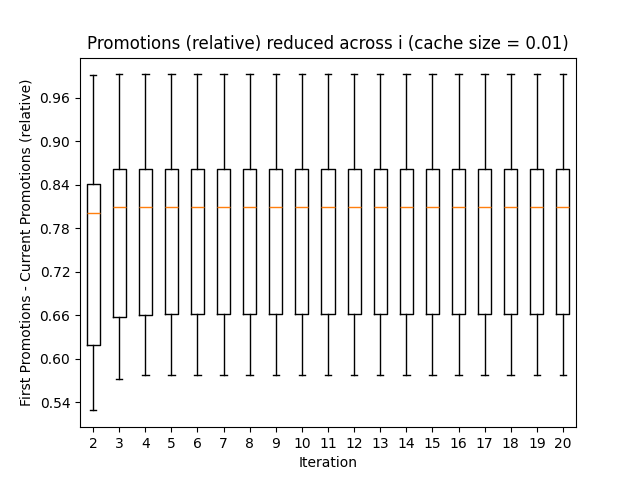 Promotions (relative) reduced across i (cache size = 0.01)
First Promotions - Current Promotions (relative)
0.96
0.90
0.84
0.78
0.72
0.66
0.60
0.54
2 3 4 5 6 7 8 9 10 11 12 13 14 15 16 17 18 19 20
Iteration